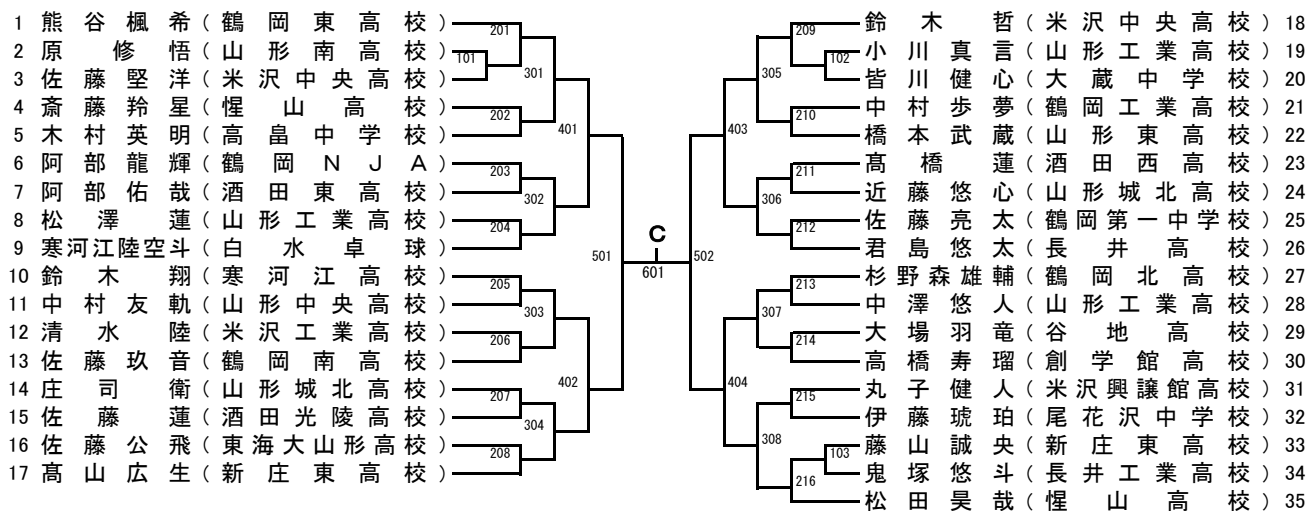 1 熊谷楓希（鶴岡東高校）
2 原修悟（山形南高校）
3 佐藤堅洋（米沢中央高校）
4 斎藤羚星（惺山高校）
5 木村英明（高畠中学校）
6 阿部龍輝（鶴岡ＮＪＡ）
7 阿部佑哉（酒田東高校）
8 松澤蓮（山形工業高校）
9 寒河江陸空斗（白水卓球）
10 鈴木翔（寒河江高校）
11 中村友軌（山形中央高校）
12 清水陸（米沢工業高校）
13 佐藤玖音（鶴岡南高校）
14 庄司衛（山形城北高校）
15 佐藤蓮（酒田光陵高校）
16 佐藤公飛（東海大山形高校）
17 髙山広生（新庄東高校）
201
101
301
202
401
203
302
204
501
205
303
206
402
207
304
208
C
601
209
102
305
210
403
211
306
212
502
213
307
214
404
215
308
103
216
鈴木哲（米沢中央高校）18
小川真言（山形工業高校）19
皆川健心（大蔵中学校）20
中村歩夢（鶴岡工業高校）21
橋本武蔵（山形東高校）22
髙橋蓮（酒田西高校）23
近藤悠心（山形城北高校）24
佐藤亮太（鶴岡第一中学校）25
君島悠太（長井高校）26
杉野森雄輔（鶴岡北高校）27
中澤悠人（山形工業高校）28
大場羽竜（谷地高校）29
高橋寿瑠（創学館高校）30
丸子健人（米沢興譲館高校）31
伊藤琥珀（尾花沢中学校）32
藤山誠央（新庄東高校）33
鬼塚悠斗（長井工業高校）34
松田昊哉（惺山高校）35